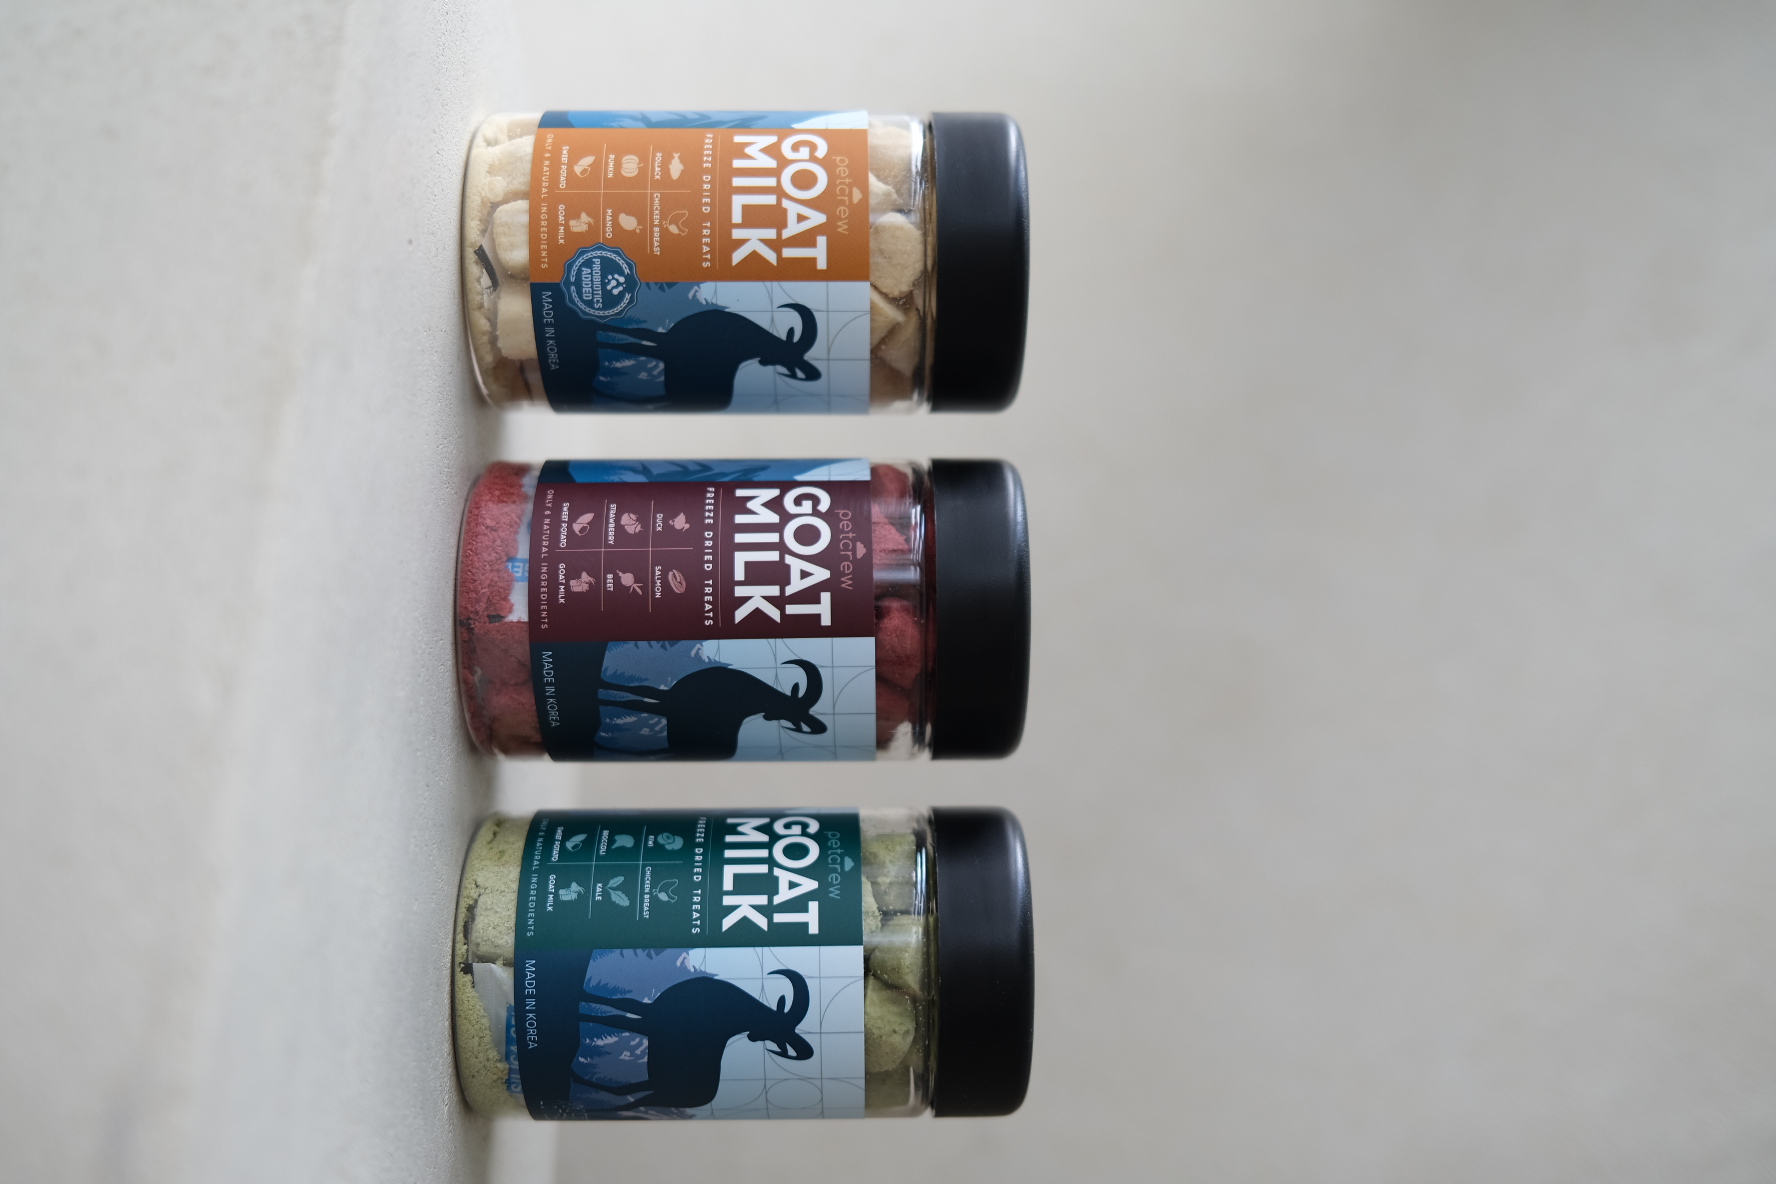 petcrew
GOAT
MILK
FREEZE DRIED TREATS
POLLACK
CHICKEN BREAST
PUMKIN
MANGO
SWEET POTATO
GOAT MILK
ONLY 6 NATURAL INGREDIENTS
PROBIOTICS
ADDED
MADE IN KOREA
petcrew
GOAT
MILK
FREEZE DRIED TREATS
DUCK
SALMON
STRAWBERRY
BEET
SWEET POTATO
GOAT MILK
ONLY 6 NATURAL INGREDIENTS
MADE IN KOREA
petcrew
GOAT
MILK
FREEZE DRIED TREATS
KIWI
CHICKEN BREAST
BROCCOLI
KALE
SWEET POTATO
GOAT MILK
ONLY 6 NATURAL INGREDIENTS
MADE IN KOREA